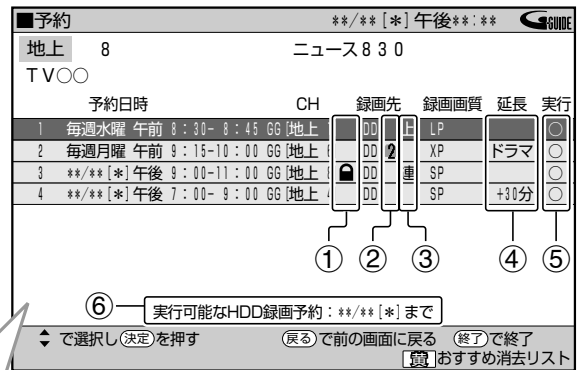 ■予約 **/**[*]午後**:** GGUIDE
地上 8 ニュース830
TV○○
予約日時 CH 録画先 録画画質 延長 実行
1 毎週水曜 午前 8:30- 8:45 GG[地上 DD 上 LP ○
2 毎週月曜 午前 9:15-10:00 GG[地上 DD 2 XP ドラマ ○
3 **/**[*]午後 9:00-11:00 GG[地上 DD 重 SP ○
4 **/**[*]午後 7:00- 9:00 GG[地上 DD SP +30分 ○
① ② ③ ④ ⑤
⑥ 実行可能なHDD録画予約:**/**[*]まで
で選択し決定を押す 戻るで前の画面に戻る 終了で終了
黄 おすすめ消去リスト